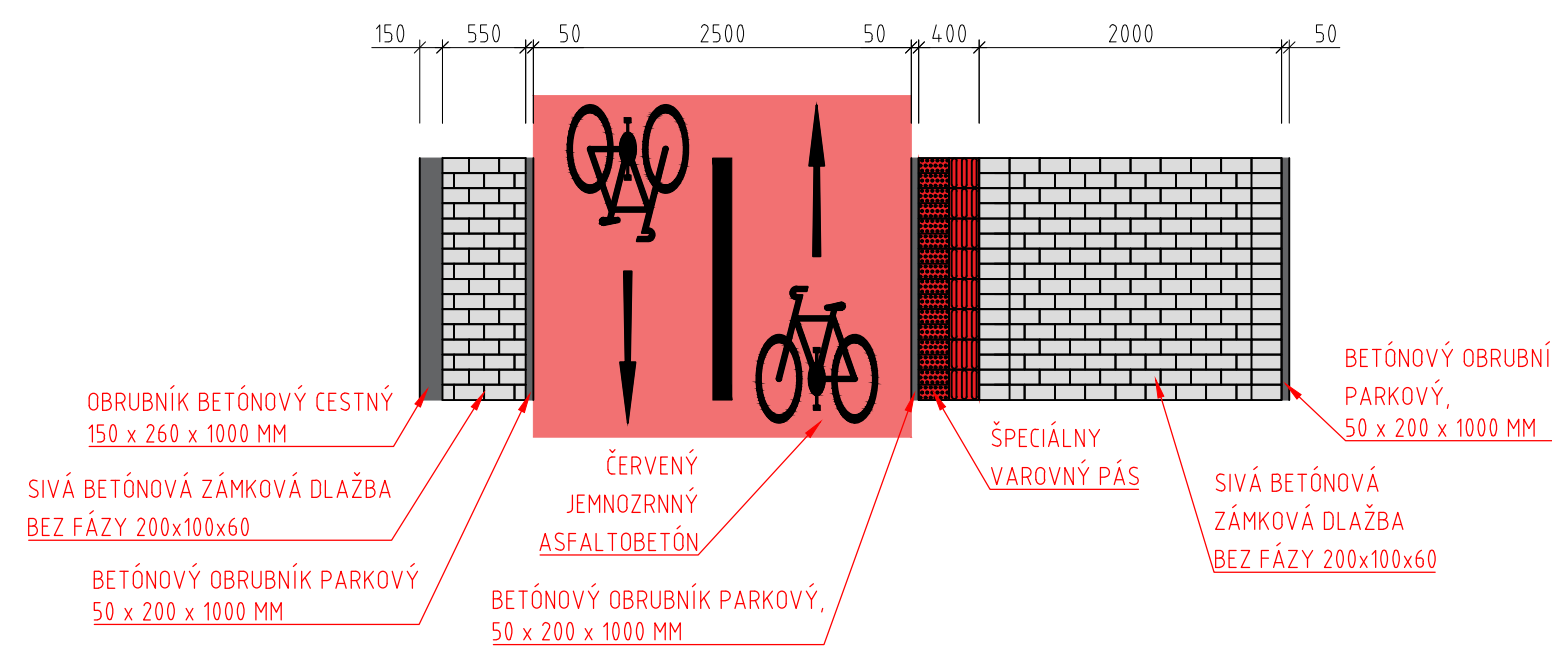 150 550 50 2500 50 400 2000 50
OBRUBNÍK BETÓNOVÝ CESTNÝ
150 x 260 x 1000 MM
SIVÁ BETÓNOVÁ ZÁMKOVÁ DLAŽBA
BEZ FÁZY 200x100x60
BETÓNOVÝ OBRUBNÍK PARKOVÝ
50 x 200 x 1000 MM
ČERVENÝ
JEMNOZRNNÝ
ASFALTOBETÓN
BETÓNOVÝ OBRUBNÍK PARKOVÝ,
50 x 200 x 1000 MM
ŠPECIÁLNY
VAROVNÝ PÁS
SIVÁ BETÓNOVÁ
ZÁMKOVÁ DLAŽBA
BEZ FÁZY 200x100x60
BETÓNOVÝ OBRUBNÍ
PARKOVÝ,
50 x 200 x 1000 MM